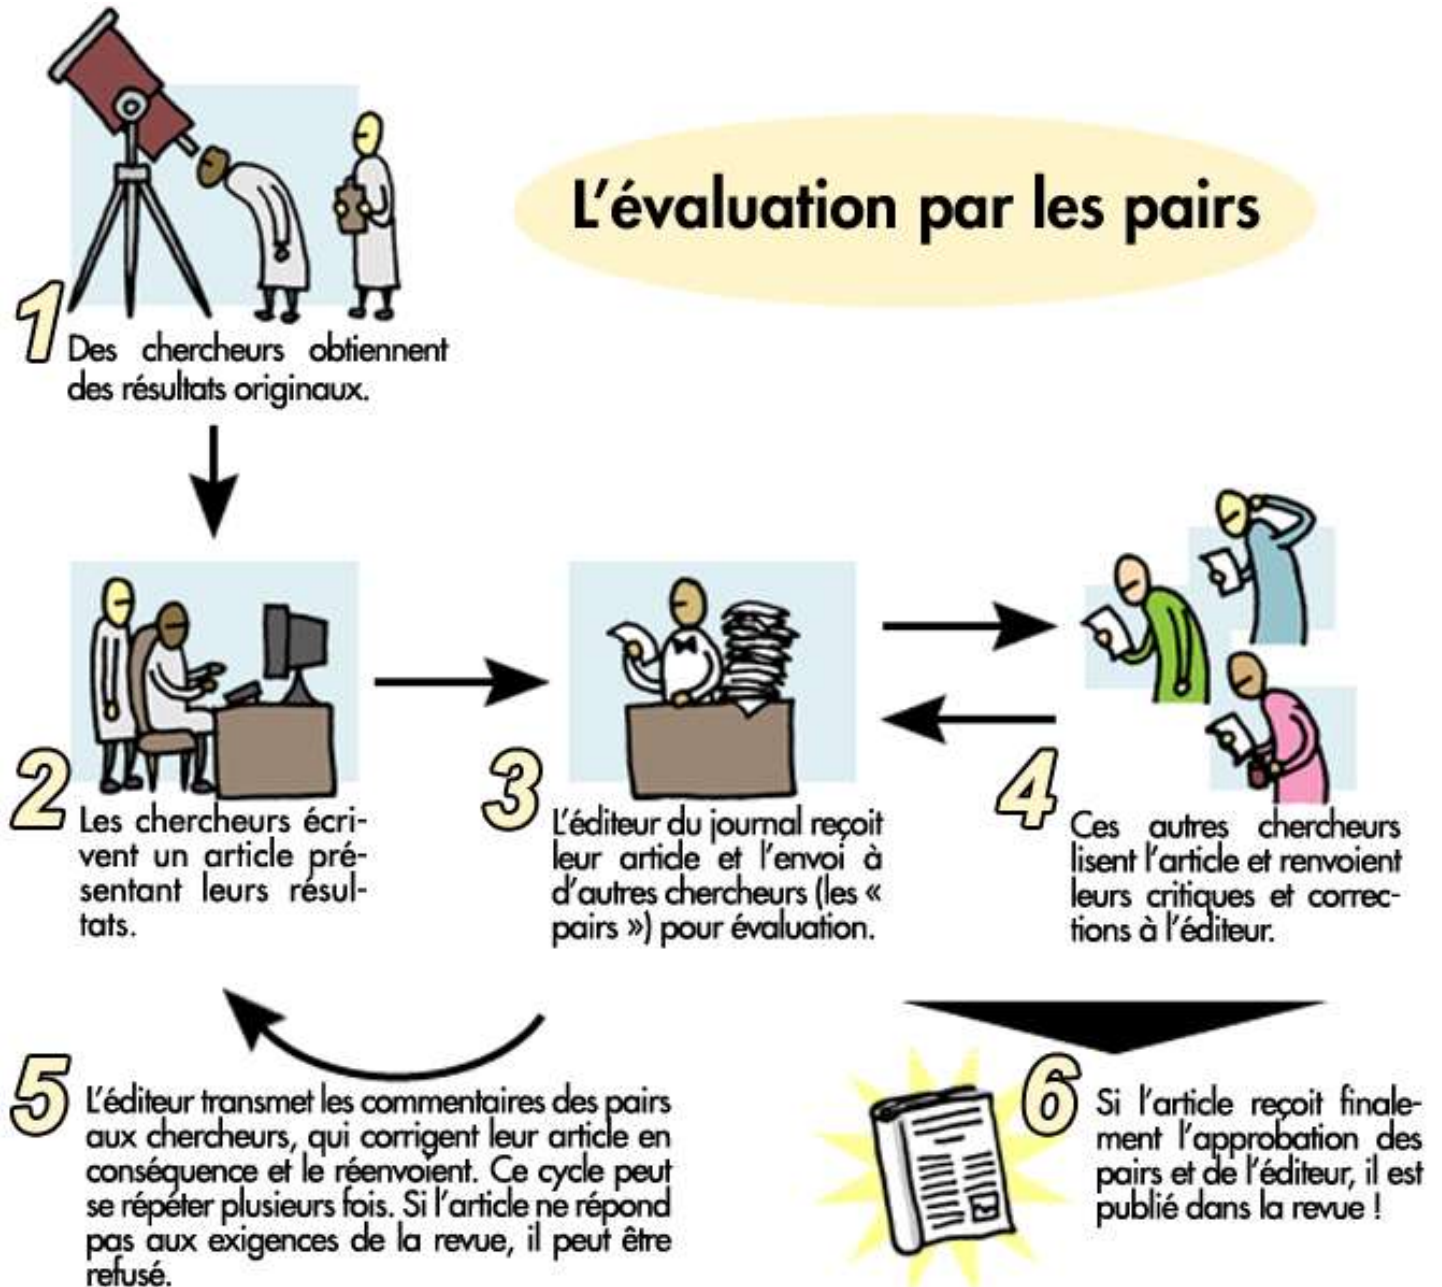 L'évaluation par les pairs
1
Des chercheurs obtiennent
des résultats originaux.
2
Les chercheurs écri-
vent un article pré-
sentant leurs résul-
tats.
3
L'éditeur du journal reçoit
leur article et l'envoi à
d'autres chercheurs (les «
pairs ») pour évaluation.
4
Ces autres chercheurs
lisent l'article et renvoient
leurs critiques et correc-
tions à l'éditeur.
5
L'éditeur transmet les commentaires des pairs
aux chercheurs, qui corrigent leur article en
conséquence et le réenvoient. Ce cycle peut
se répéter plusieurs fois. Si l'article ne répond
pas aux exigences de la revue, il peut être
refusé.
6
Si l'article reçoit finale-
ment l'approbation des
pairs et de l'éditeur, il est
publié dans la revue !